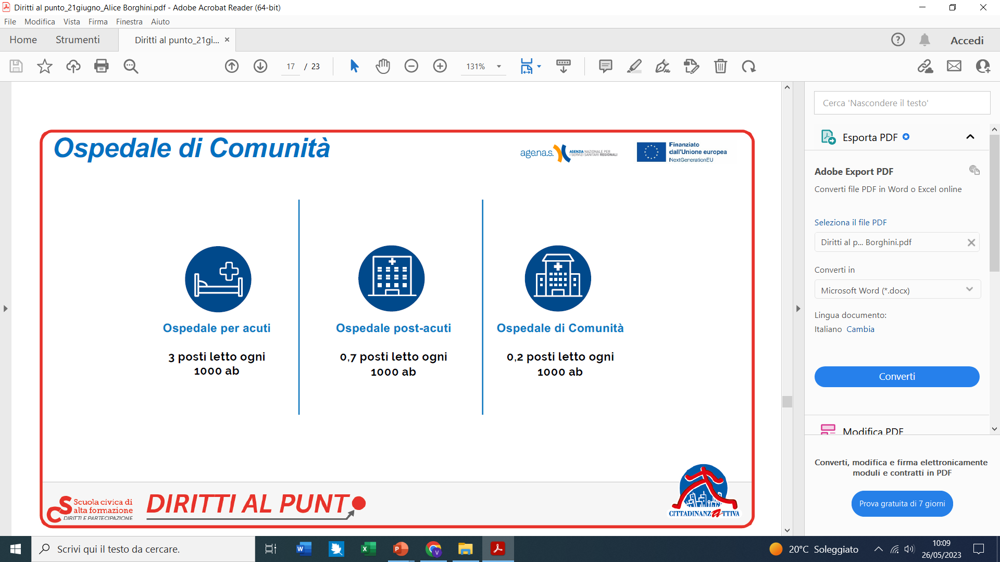 Diritti al punto_21giugno_Alice Borghini.pdf - Adobe Acrobat Reader (64-bit)
File Modifica Vista Firma Finestra Aiuto
Home Strumenti Diritti al punto_21gi... × Accedi
17 / 23 131%
Ospedale di Comunità
age.na.s. AGENZIA NAZIONALE PER
I SERVIZI SANITARI REGIONALI
Finanziato
dall'Unione europea
NextGenerationEU
Ospedale per acuti
3 posti letto ogni
1000 ab
Ospedale post-acuti
0,7 posti letto ogni
1000 ab
Ospedale di Comunità
0,2 posti letto ogni
1000 ab
cS Scuola civica di
alta formazione
DIRITTI E PARTECIPAZIONE
DIRITTI AL PUNT
CITTADINANZaTTIVA
Cerca 'Nascondere il testo'
Esporta PDF
Adobe Export PDF
Converti file PDF in Word o Excel online
Seleziona il file PDF
Diritti al p... Borghini.pdf
Converti in
Microsoft Word (*.docx)
Lingua documento:
Italiano Cambia
Converti
Modifica PDF
Converti, modifica e firma elettronicamente
moduli e contratti in PDF
Prova gratuita di 7 giorni
Scrivi qui il testo da cercare.
20°C Soleggiato
10:09
26/05/2023